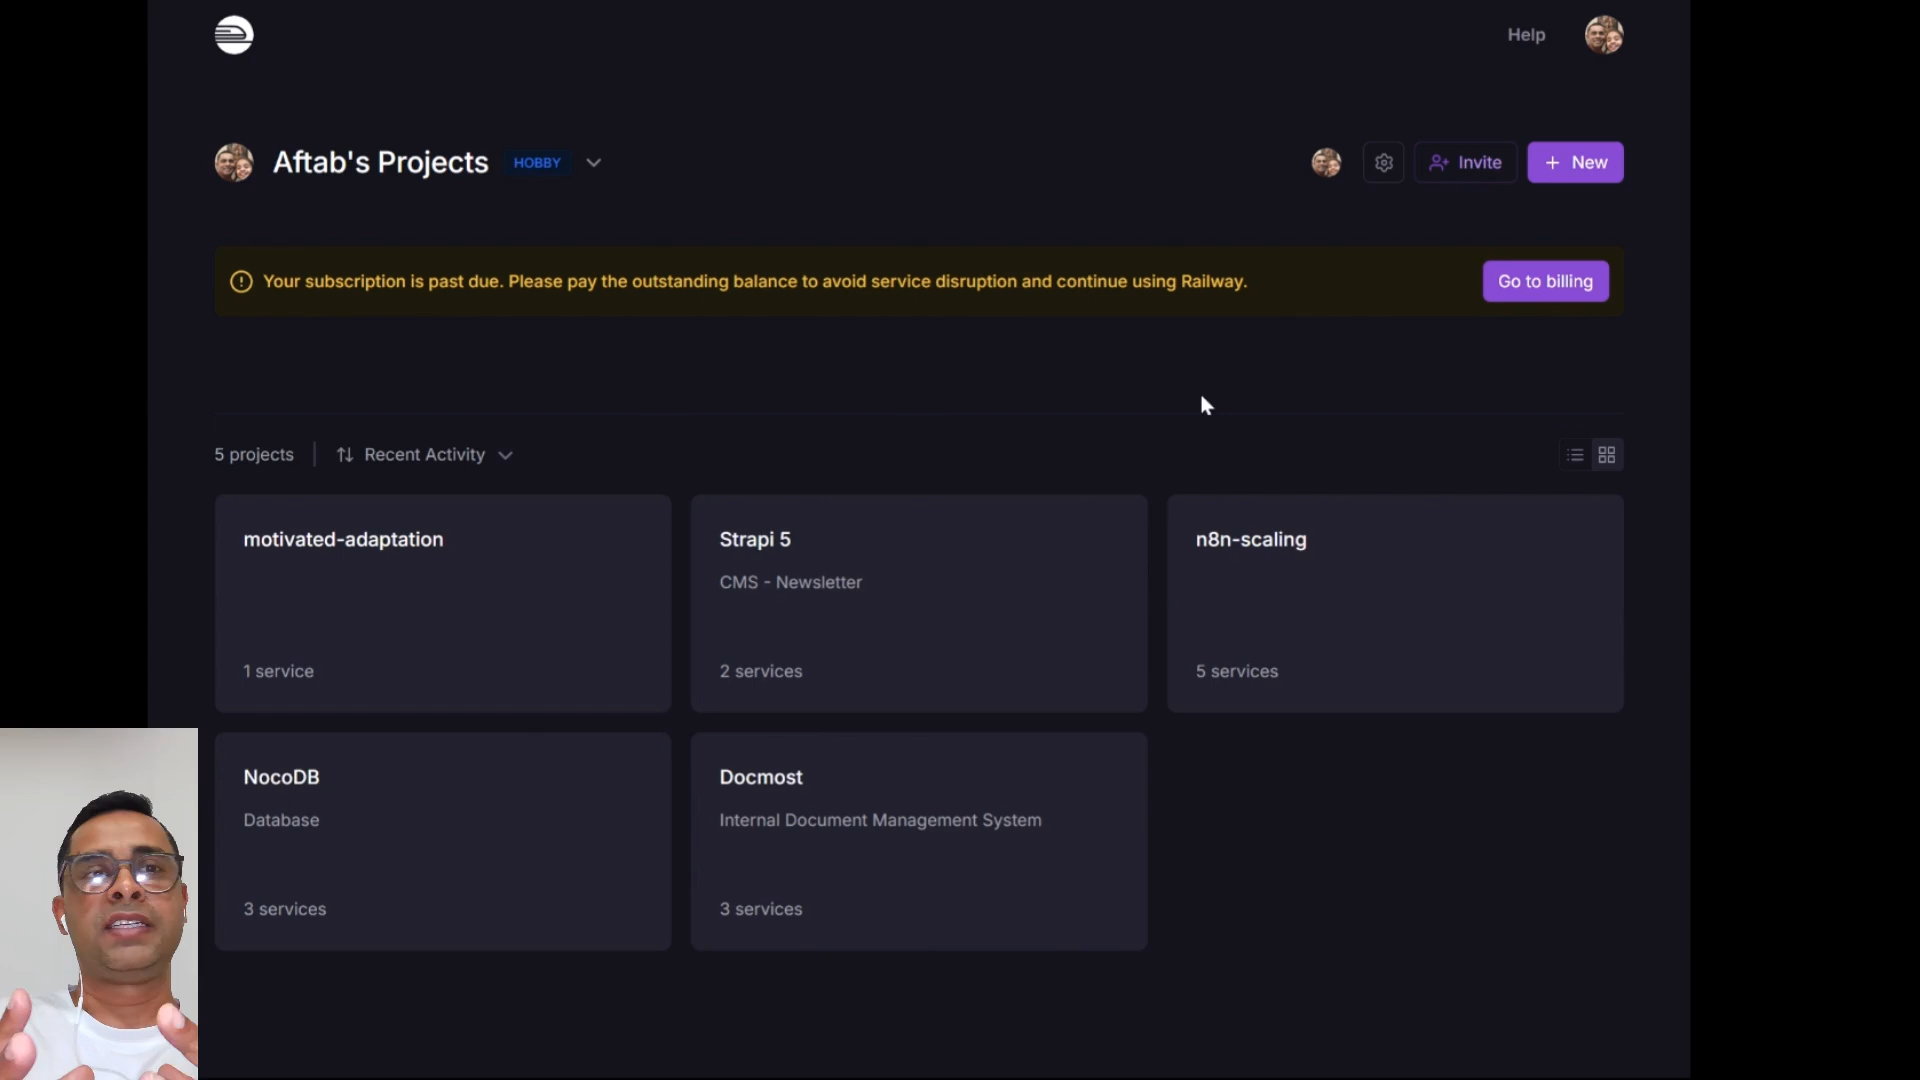 Help
Aftab's Projects HOBBY
Invite
+ New
Your subscription is past due. Please pay the outstanding balance to avoid service disruption and continue using Railway.
Go to billing
5 projects
Recent Activity
motivated-adaptation
1 service
Strapi 5
CMS - Newsletter
2 services
n8n-scaling
5 services
NocoDB
Database
3 services
Docmost
Internal Document Management System
3 services